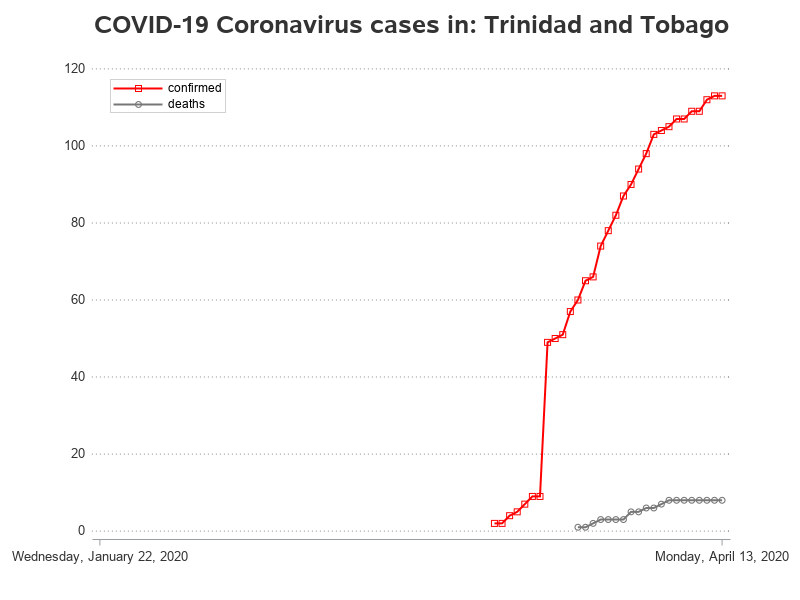 COVID-19 Coronavirus cases in: Trinidad and Tobago
120
confirmed
deaths
100
80
60
40
20
0
Wednesday, January 22, 2020
Monday, April 13, 2020